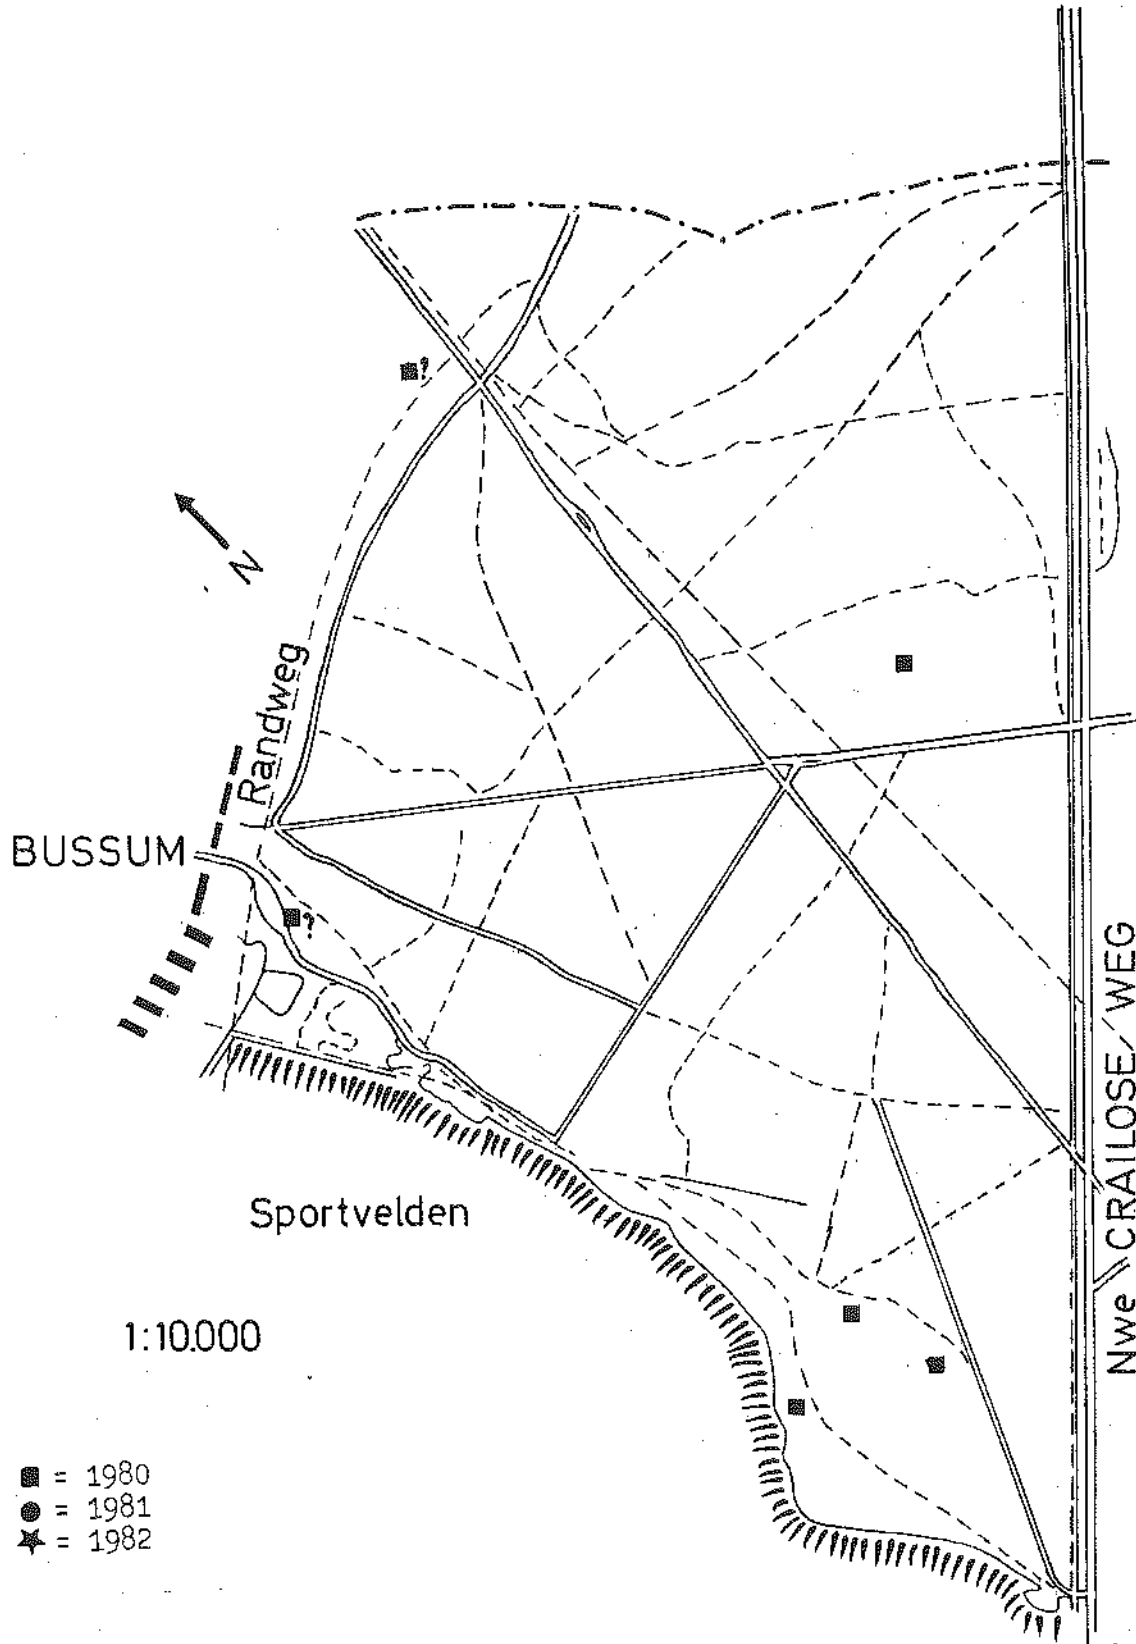 !
N
Randweg
BUSSUM
?
Nwe CRAILOSE WEG
Sportvelden
1:10.000
= 1980
= 1981
= 1982